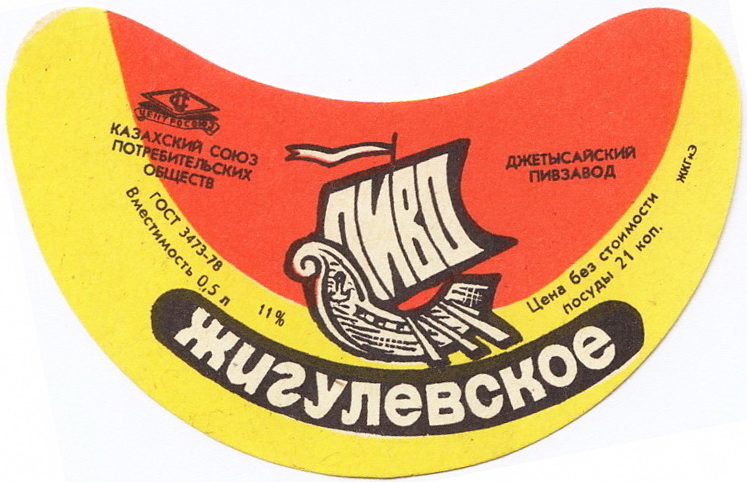 ЦЕНТРОСОЮЗ
КАЗАХСКИЙ СОЮЗ
ПОТРЕБИТЕЛЬСКИХ
ОБЩЕСТВ
ГОСТ 3473-78
Вместимость 0,5 л
11%
ПИВО
ДЖЕТЫСАЙСКИЙ
ПИВЗАВОД
Цена без стоимости
посуды 21 коп.
ЖКГиЗ
жигулевское